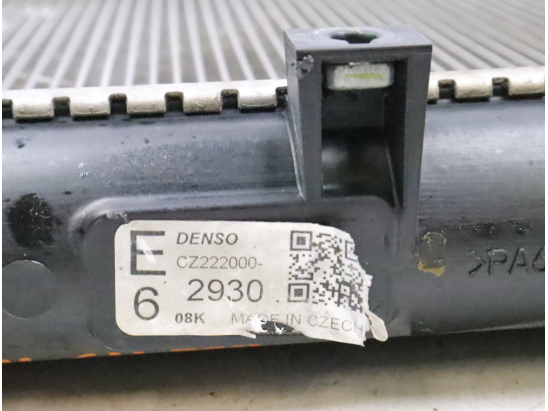 E DENSO
CZ222000-
6 2930
08K MADE IN CZECH
>PA6